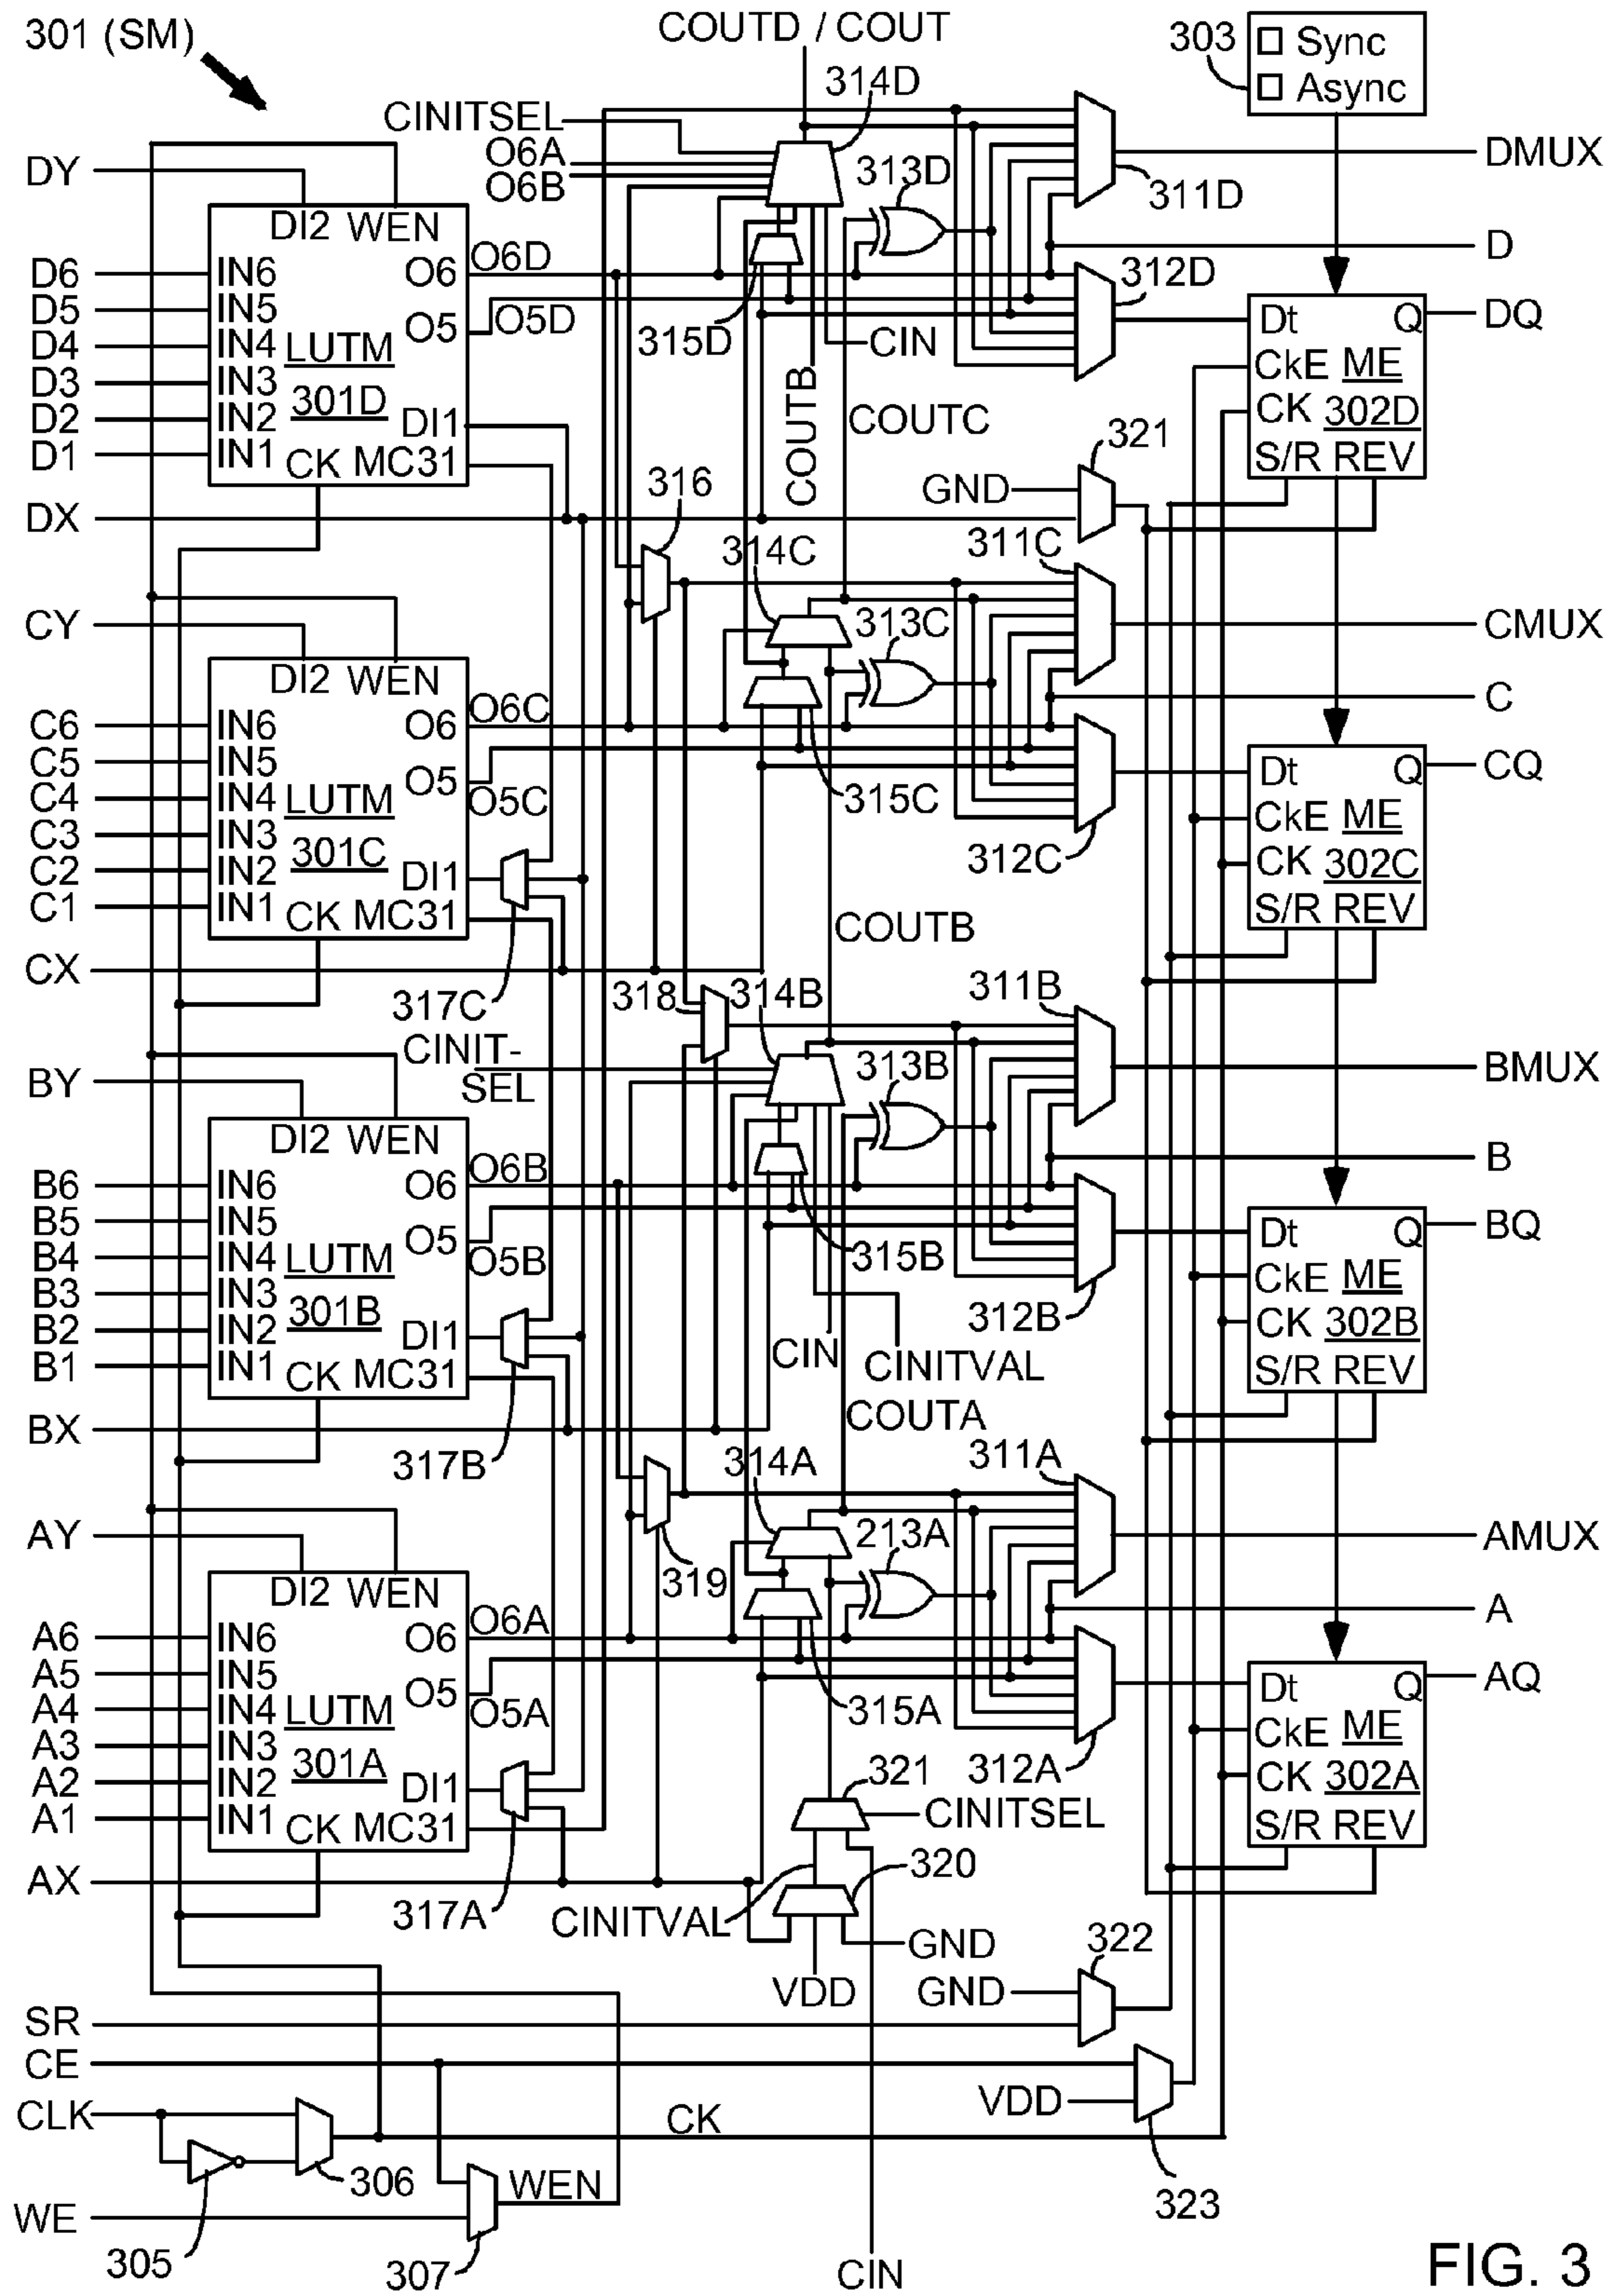 301 (SM)
COUTD / COUT
314D
303
Sync
Async
CINITSEL
O6A
O6B
313D
DMUX
311D
DY
DI2 WEN
D
D6
IN6
O6
O6D
312D
D5
IN5
O5
O5D
315D
CIN
Dt
Q
DQ
D4
IN4
LUTM
CkE
ME
D3
IN3
301D
COUTB
COUTC
CK
302D
D2
IN2
DI1
D1
IN1
CK
MC31
S/R
REV
321
316
GND
DX
314C
311C
CY
313C
CMUX
DI2 WEN
C
C6
IN6
O6
O6C
C5
IN5
O5
O5C
315C
Dt
Q
CQ
C4
IN4
LUTM
CkE
ME
C3
IN3
301C
312C
CK
302C
C2
IN2
DI1
C1
IN1
CK
MC31
S/R
REV
COUTB
CX
317C
318
314B
311B
CINIT-
SEL
313B
BMUX
BY
DI2 WEN
B
B6
IN6
O6
O6B
B5
IN5
O5
O5B
315B
Dt
Q
BQ
B4
IN4
LUTM
CkE
ME
B3
IN3
301B
312B
CK
302B
B2
IN2
DI1
CIN
CINITVAL
B1
IN1
CK
MC31
S/R
REV
COUTA
BX
317B
314A
311A
AY
213A
AMUX
319
DI2 WEN
A
A6
IN6
O6
O6A
A5
IN5
O5
O5A
315A
Dt
Q
AQ
A4
IN4
LUTM
CkE
ME
A3
IN3
301A
312A
CK
302A
A2
IN2
DI1
321
A1
IN1
CK
MC31
CINITSEL
S/R
REV
AX
320
317A
CINITVAL
GND
322
VDD
GND
SR
CE
VDD
CLK
CK
306
WEN
323
WE
305
307
CIN
FIG. 3